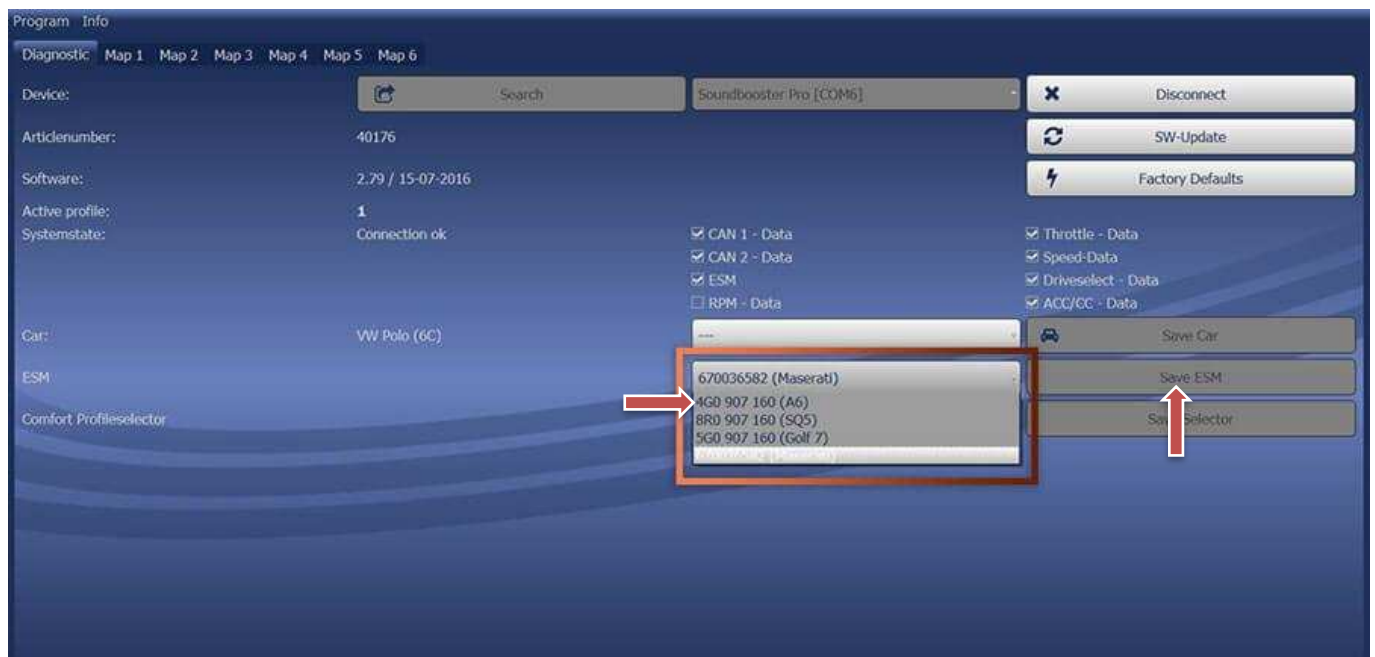 Program Info
Diagnostic Map 1 Map 2 Map 3 Map 4 Map 5 Map 6
Device: Search Soundbooster Pro [COM6] Disconnect
Articlenumber: 40176 SW-Update
Software: 2.79 / 15-07-2016 Factory Defaults
Active profile: 1
Systemstate: Connection ok CAN 1 - Data Throttle - Data
CAN 2 - Data Speed-Data
ESM Driveselect - Data
RPM - Data ACC/CC - Data
Car: VW Polo (6C) --- Save Car
ESM 670036582 (Maserati) Save ESM
4G0 907 160 (A6)
Comfort Profileselector 8R0 907 160 (SQ5) Save Selector
5G0 907 160 (Golf 7)